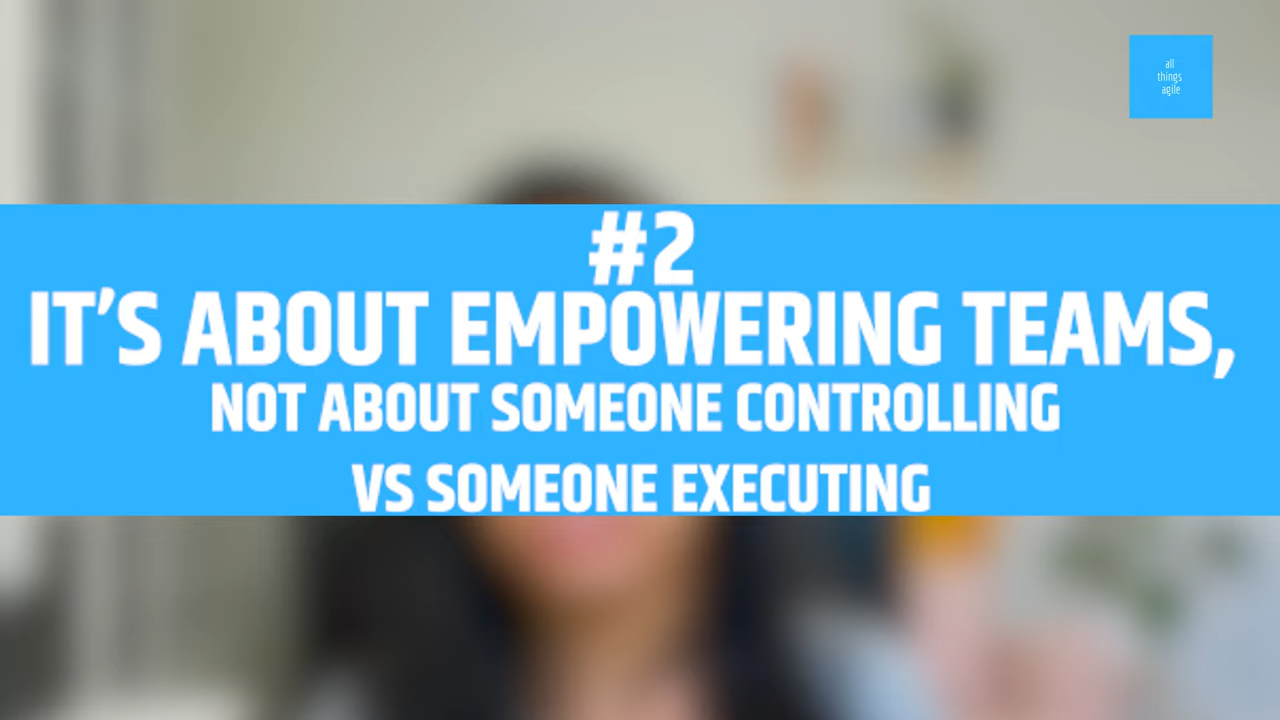 all
things
agile
#2
IT’S ABOUT EMPOWERING TEAMS,
NOT ABOUT SOMEONE CONTROLLING
VS SOMEONE EXECUTING